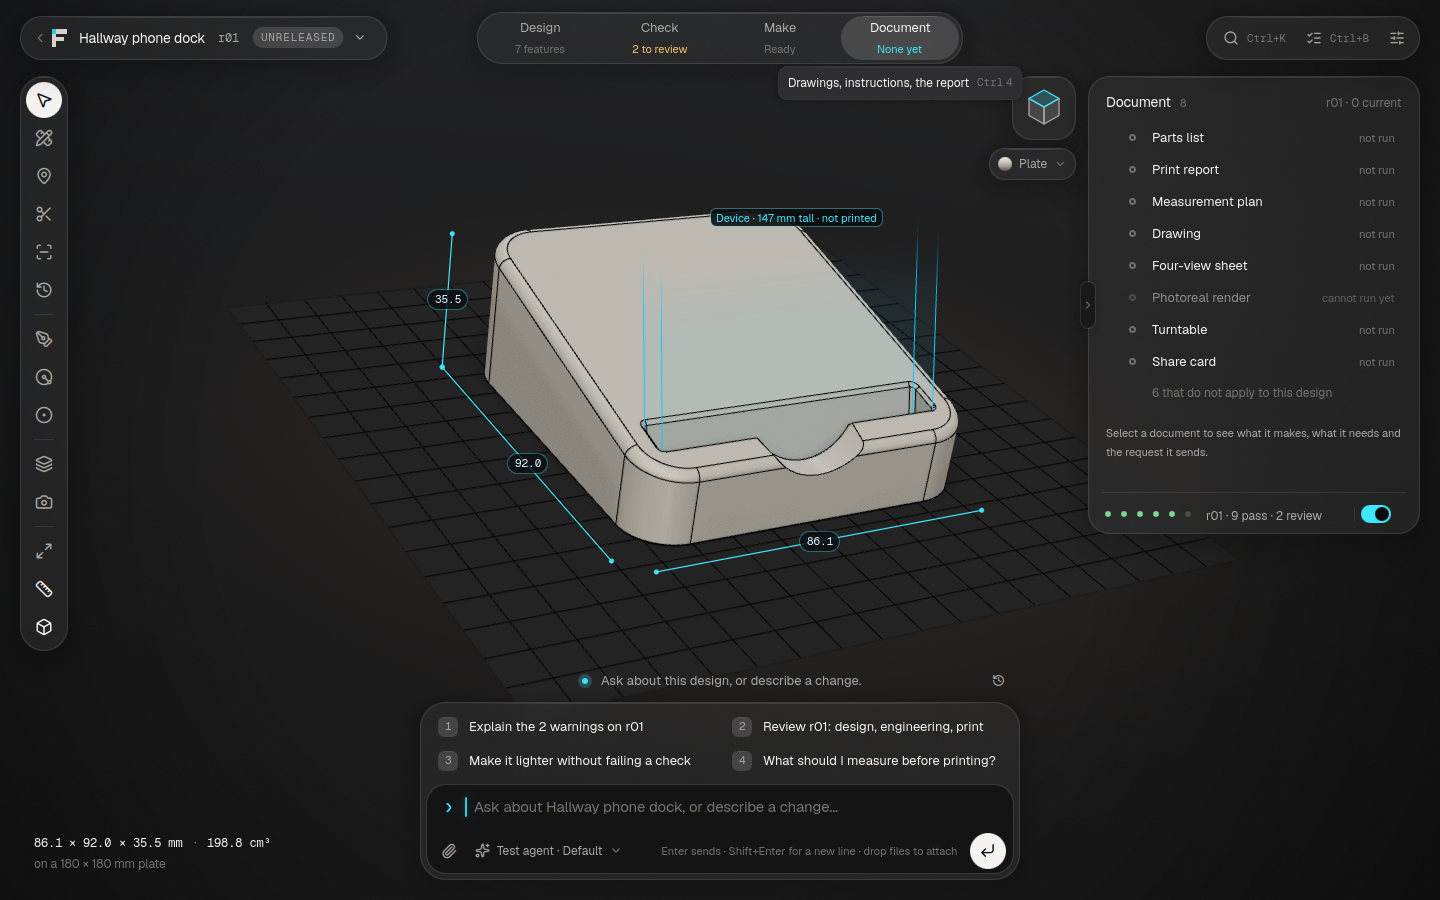 Hallway phone dock r01 UNRELEASED
Design
7 features
Check
2 to review
Make
Ready
Document
None yet
Ctrl+K
Ctrl+B
Drawings, instructions, the report Ctrl 4
Plate
Document 8 r01 · 0 current
Parts list not run
Print report not run
Measurement plan not run
Drawing not run
Four-view sheet not run
Photoreal render cannot run yet
Turntable not run
Share card not run
6 that do not apply to this design
Select a document to see what it makes, what it needs and
the request it sends.
r01 · 9 pass · 2 review
Device · 147 mm tall · not printed
35.5
92.0
86.1
Ask about this design, or describe a change.
1 Explain the 2 warnings on r01
2 Review r01: design, engineering, print
3 Make it lighter without failing a check
4 What should I measure before printing?
Ask about Hallway phone dock, or describe a change...
Test agent · Default
Enter sends · Shift+Enter for a new line · drop files to attach
86.1 × 92.0 × 35.5 mm · 198.8 cm³
on a 180 × 180 mm plate